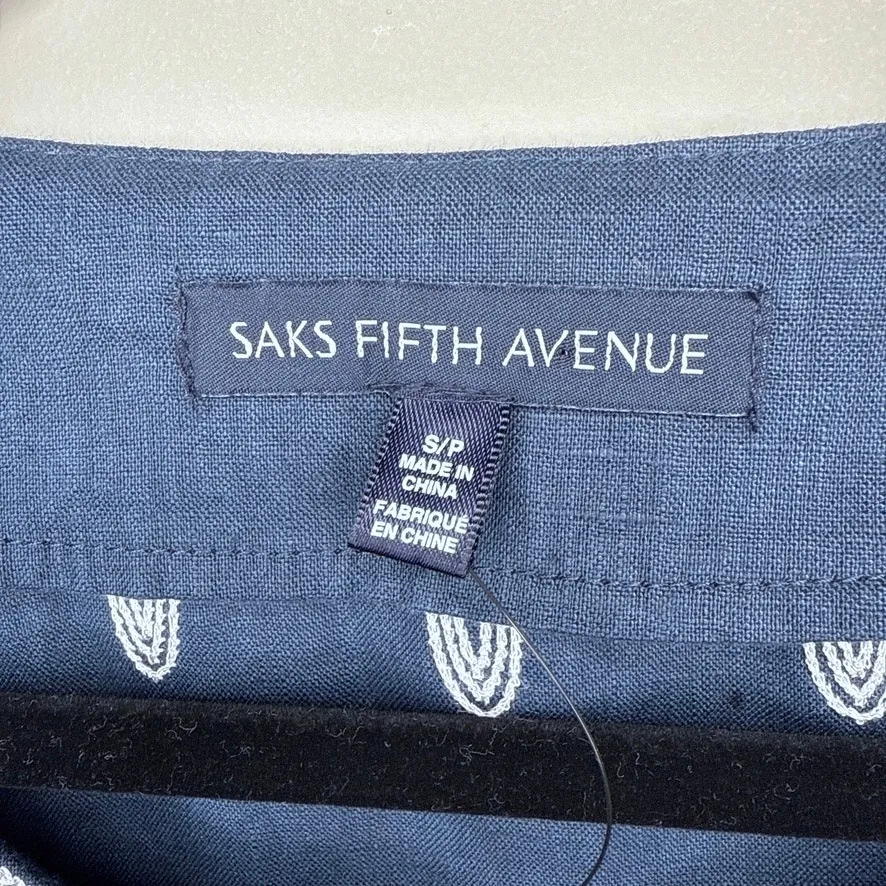 SAKS FIFTH AVENUE
S/P
MADE IN
CHINA
FABRIQUÉ
EN CHINE